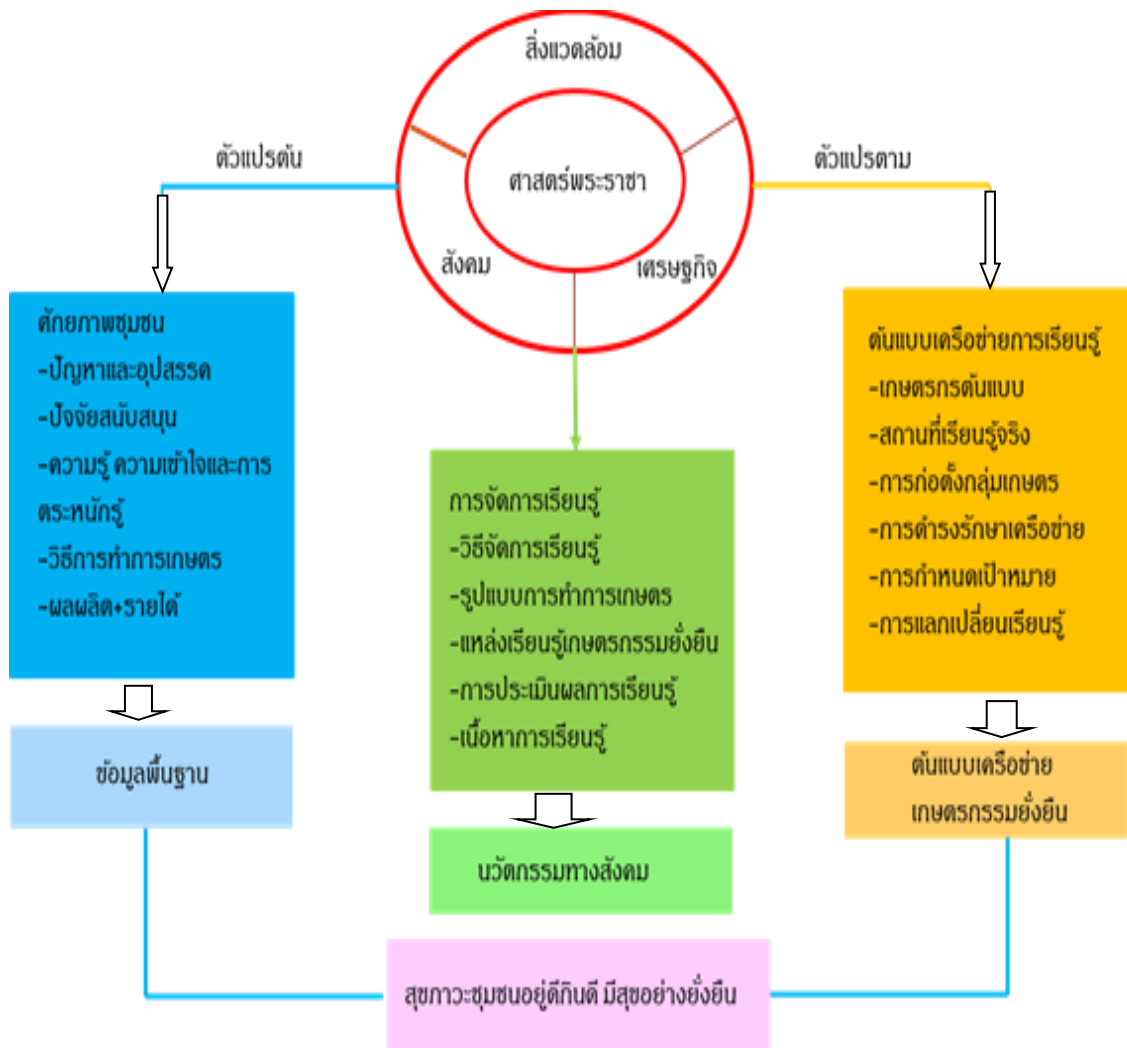 สิ่งแวดล้อม
ตัวแปรต้น
ศาสตร์พระราชา
ตัวแปรตาม
สังคม
เศรษฐกิจ
ศักยภาพชุมชน
-ปัญหาและอุปสรรค
-ปัจจัยสนับสนุน
-ความรู้ ความเข้าใจและการ
ตระหนักรู้
-วิธีการทำการเกษตร
-ผลผลิต+รายได้
ข้อมูลพื้นฐาน
การจัดการเรียนรู้
-วิธีจัดการเรียนรู้
-รูปแบบการทำการเกษตร
-แหล่งเรียนรู้เกษตรกรรมยั่งยืน
-การประเมินผลการเรียนรู้
-เนื้อหาการเรียนรู้
นวัตกรรมทางสังคม
ต้นแบบเครือข่ายการเรียนรู้
-เกษตรกรต้นแบบ
-สถานที่เรียนรู้จริง
-การก่อตั้งกลุ่มเกษตร
-การดำรงรักษาเครือข่าย
-การกำหนดเป้าหมาย
-การแลกเปลี่ยนเรียนรู้
ต้นแบบเครือข่าย
เกษตรกรรมยั่งยืน
สุขภาวะชุมชนอยู่ดีกินดี มีสุขอย่างยั่งยืน